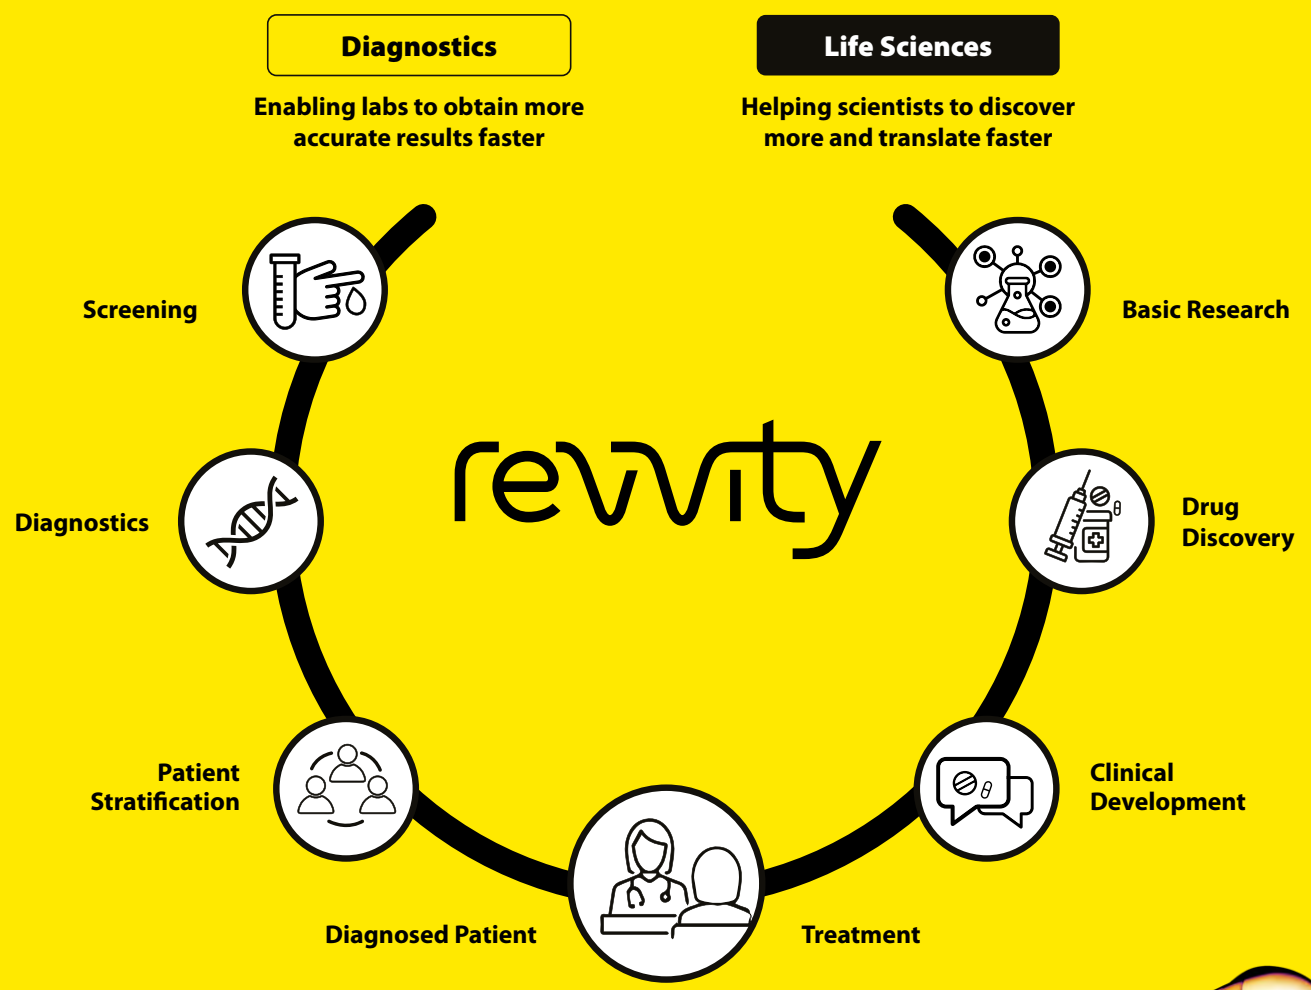 Diagnostics
Enabling labs to obtain more
accurate results faster
Life Sciences
Helping scientists to discover
more and translate faster
Screening
Diagnostics
Patient
Stratification
Diagnosed Patient
revvity
Basic Research
Drug
Discovery
Clinical
Development
Treatment